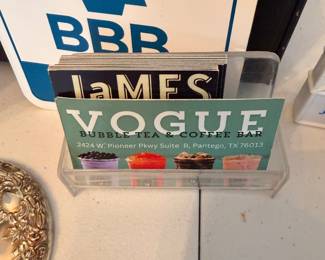 BBB
JaMES
VOGUE
BUBBLE TEA & COFFEE BAR
2424 W. Pioneer Pkwy Suite R, Pantego, TX 76013